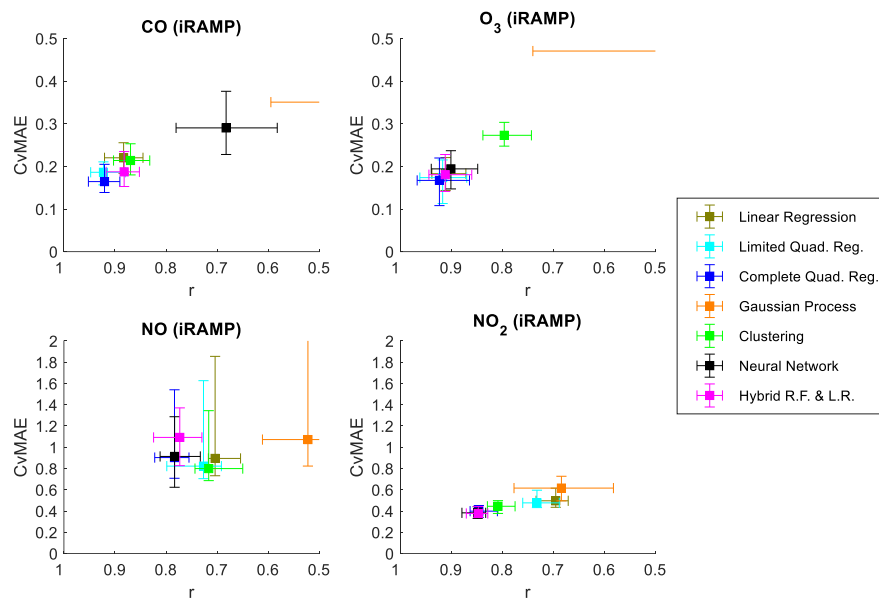 CO (iRAMP)
0.5
0.4
0.3
0.2
0.1
0
CvMAE
1 0.9 0.8 0.7 0.6 0.5
r
O3 (iRAMP)
0.5
0.4
0.3
0.2
0.1
0
CvMAE
1 0.9 0.8 0.7 0.6 0.5
r
NO (iRAMP)
2
1.8
1.6
1.4
1.2
1
0.8
0.6
0.4
0.2
0
CvMAE
1 0.9 0.8 0.7 0.6 0.5
r
NO2 (iRAMP)
2
1.8
1.6
1.4
1.2
1
0.8
0.6
0.4
0.2
0
CvMAE
1 0.9 0.8 0.7 0.6 0.5
r
Linear Regression
Limited Quad. Reg.
Complete Quad. Reg.
Gaussian Process
Clustering
Neural Network
Hybrid R.F. & L.R.